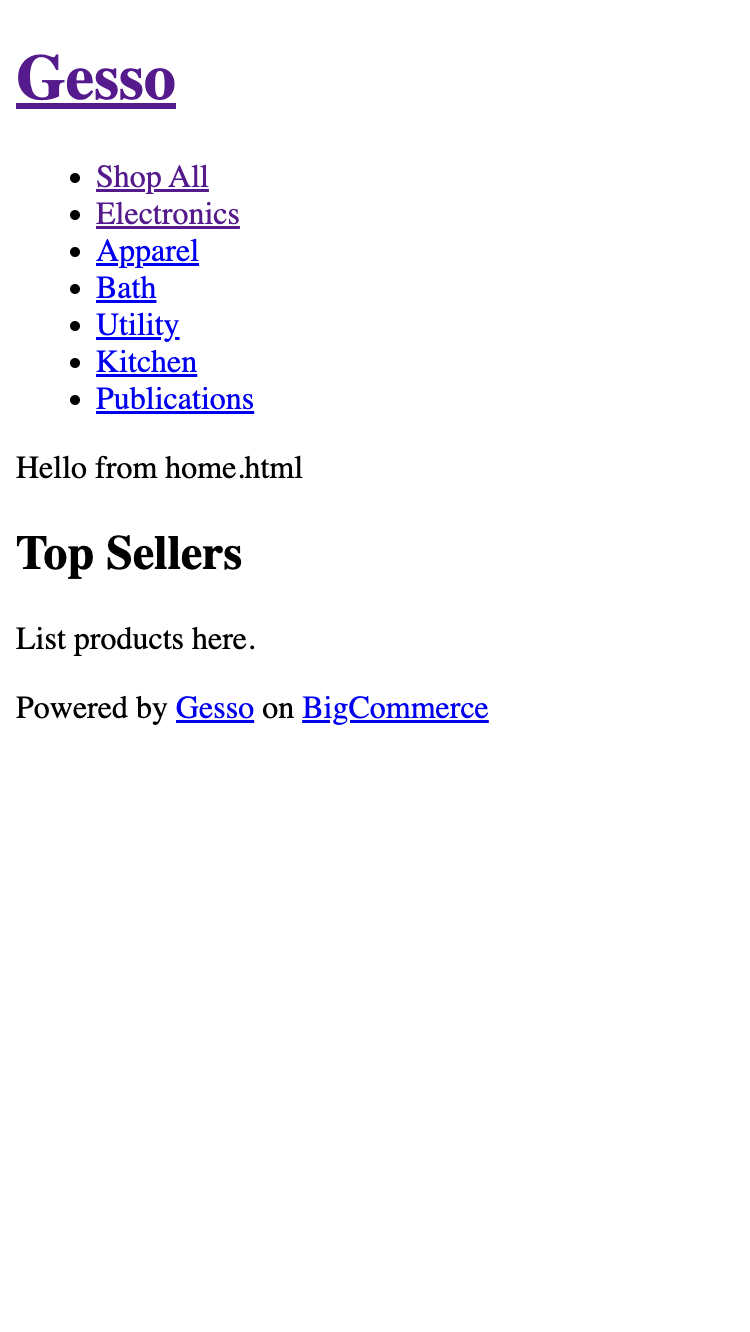 Gesso
Shop All
Electronics
Apparel
Bath
Utility
Kitchen
Publications
Hello from home.html
Top Sellers
List products here.
Powered by Gesso on BigCommerce